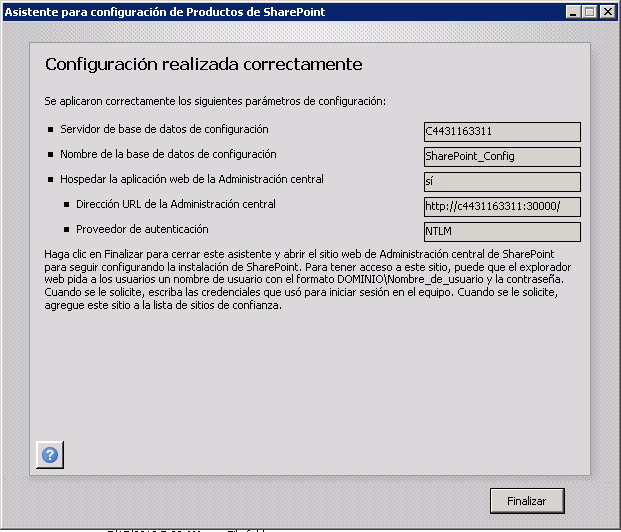 Asistente para configuración de Productos de SharePoint
Configuración realizada correctamente
Se aplicaron correctamente los siguientes parámetros de configuración:
Servidor de base de datos de configuración
C4431163311
Nombre de la base de datos de configuración
SharePoint_Config
Hospedar la aplicación web de la Administración central
sí
Dirección URL de la Administración central
http://c4431163311:30000/
Proveedor de autenticación
NTLM
Haga clic en Finalizar para cerrar este asistente y abrir el sitio web de Administración central de SharePoint
para seguir configurando la instalación de SharePoint. Para tener acceso a este sitio, puede que el explorador
web pida a los usuarios un nombre de usuario con el formato DOMINIO\Nombre_de_usuario y la contraseña.
Cuando se le solicite, escriba las credenciales que usó para iniciar sesión en el equipo. Cuando se le solicite,
agregue este sitio a la lista de sitios de confianza.
?
Finalizar